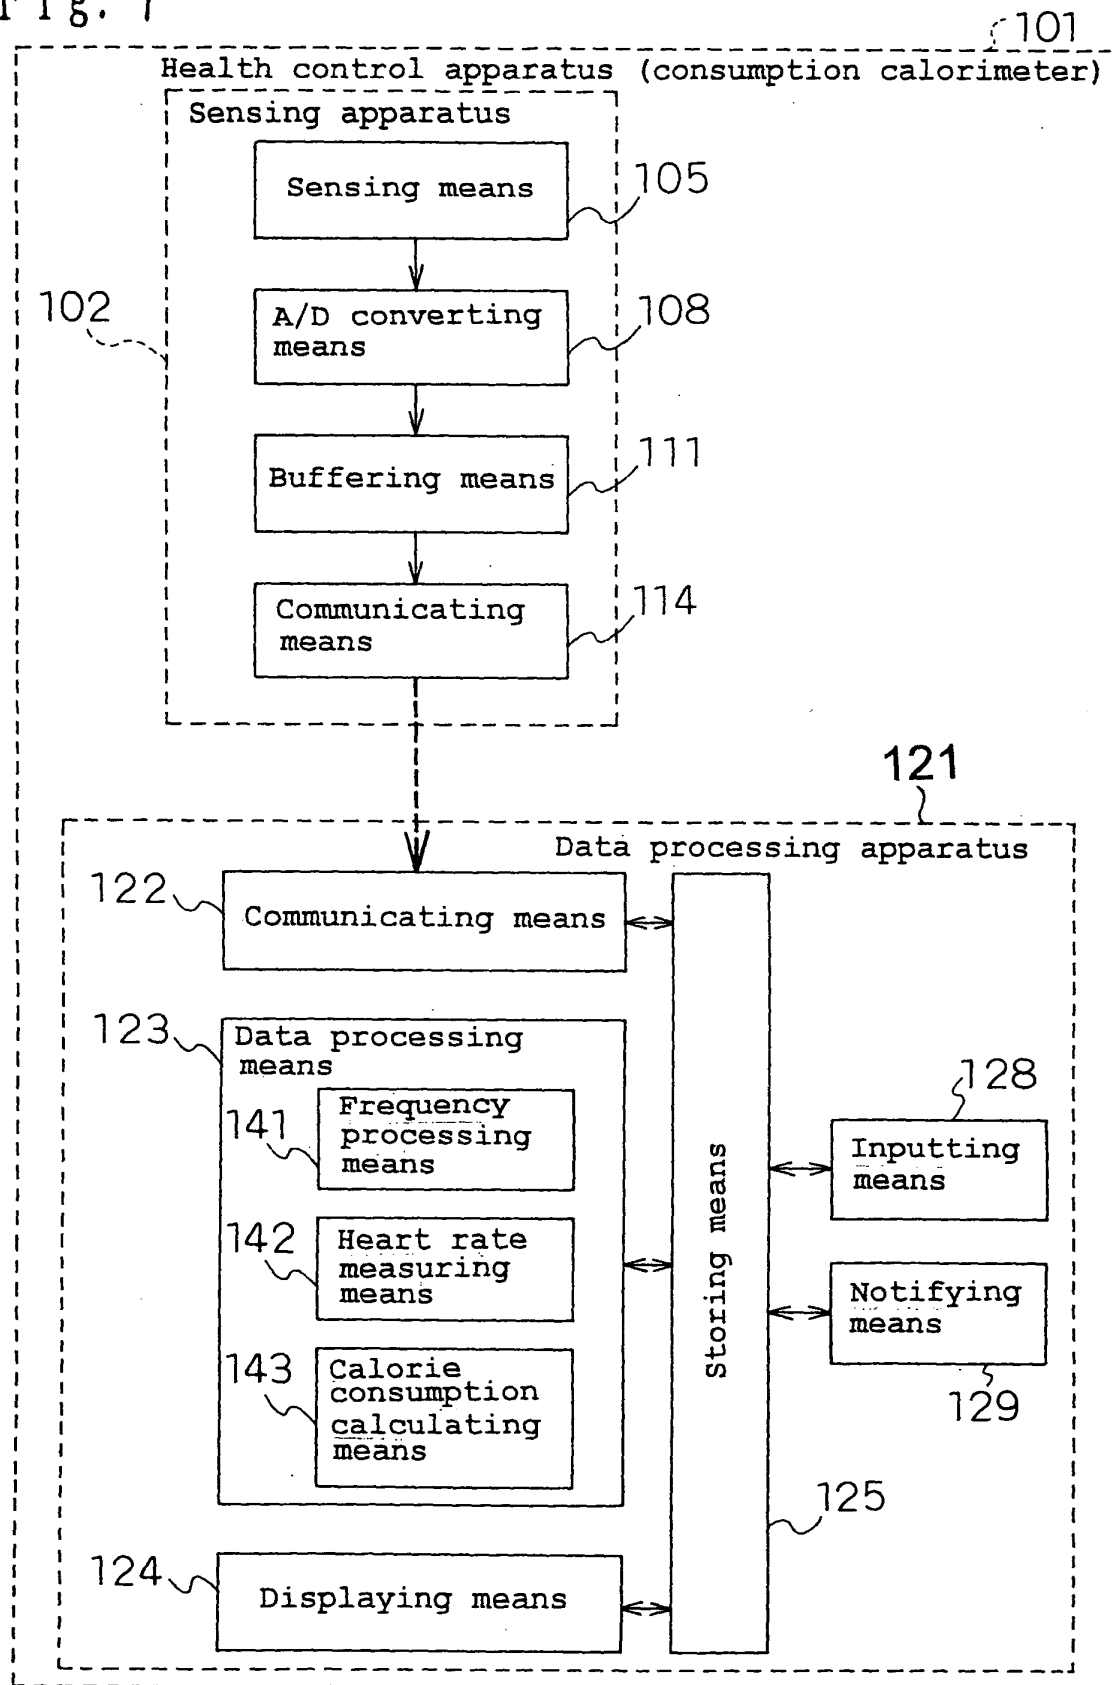 Fig. 7
101
Health control apparatus (consumption calorimeter)
Sensing apparatus
Sensing means
105
102
A/D converting
means
108
Buffering means
111
Communicating
means
114
121
Data processing apparatus
122
Communicating means
123
Data processing
means
141
Frequency
processing
means
142
Heart rate
measuring
means
143
Calorie
consumption
calculating
means
Storing means
128
Inputting
means
Notifying
means
129
125
124
Displaying means